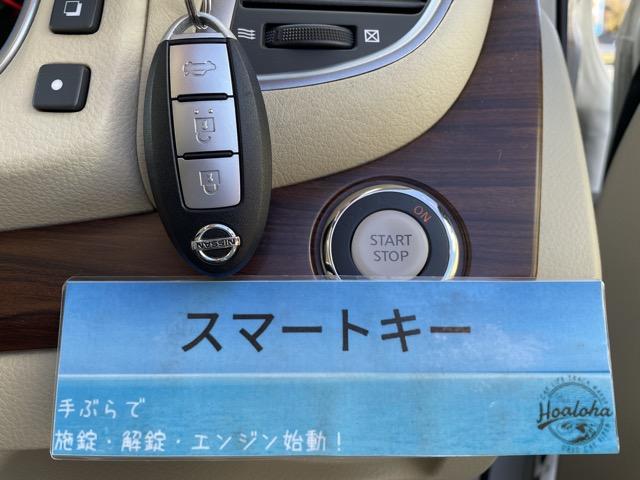 NISSAN
ON
START
STOP
スマートキー
手ぶらで
施錠・解錠・エンジン始動!
Hoaloha